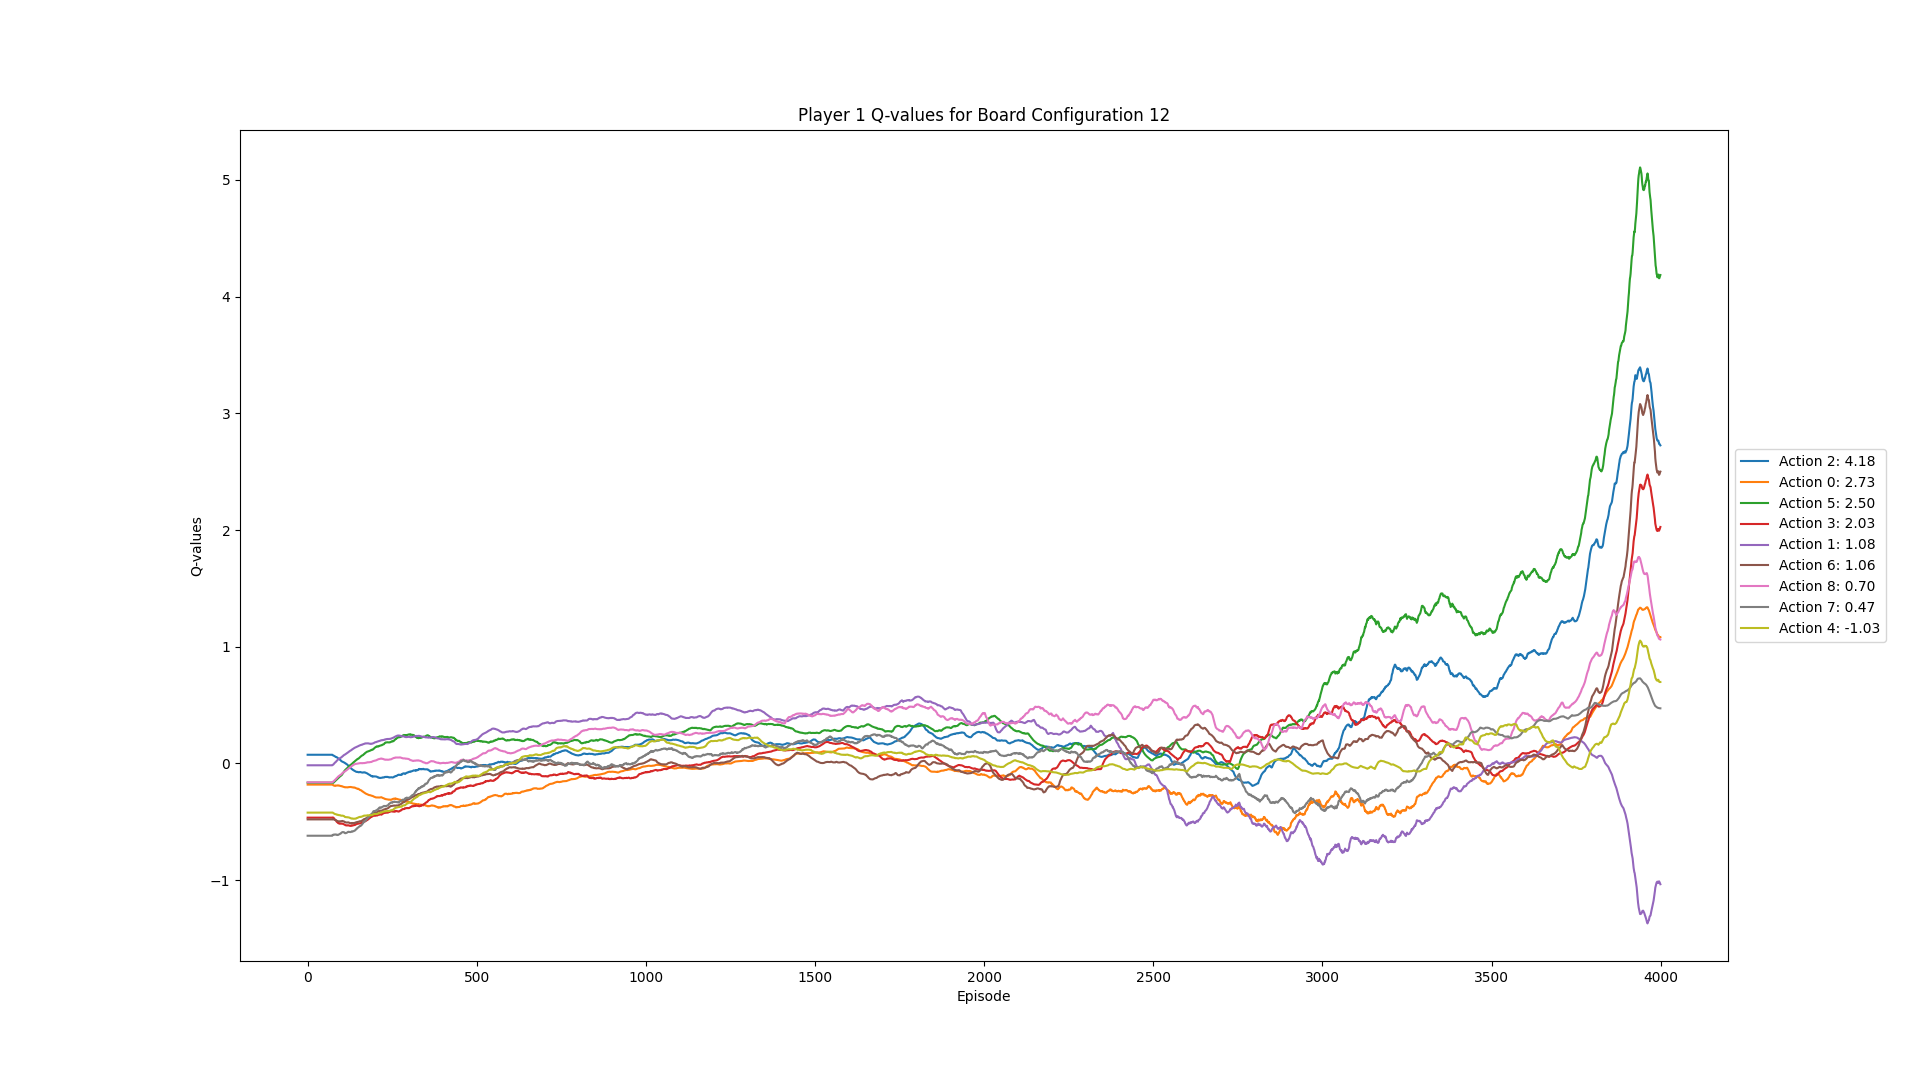 Player 1 Q-values for Board Configuration 12
5
4
3
2
1
0
−1
Q-values
0 500 1000 1500 2000 2500 3000 3500 4000
Episode
Action 2: 4.18
Action 0: 2.73
Action 5: 2.50
Action 3: 2.03
Action 1: 1.08
Action 6: 1.06
Action 8: 0.70
Action 7: 0.47
Action 4: -1.03